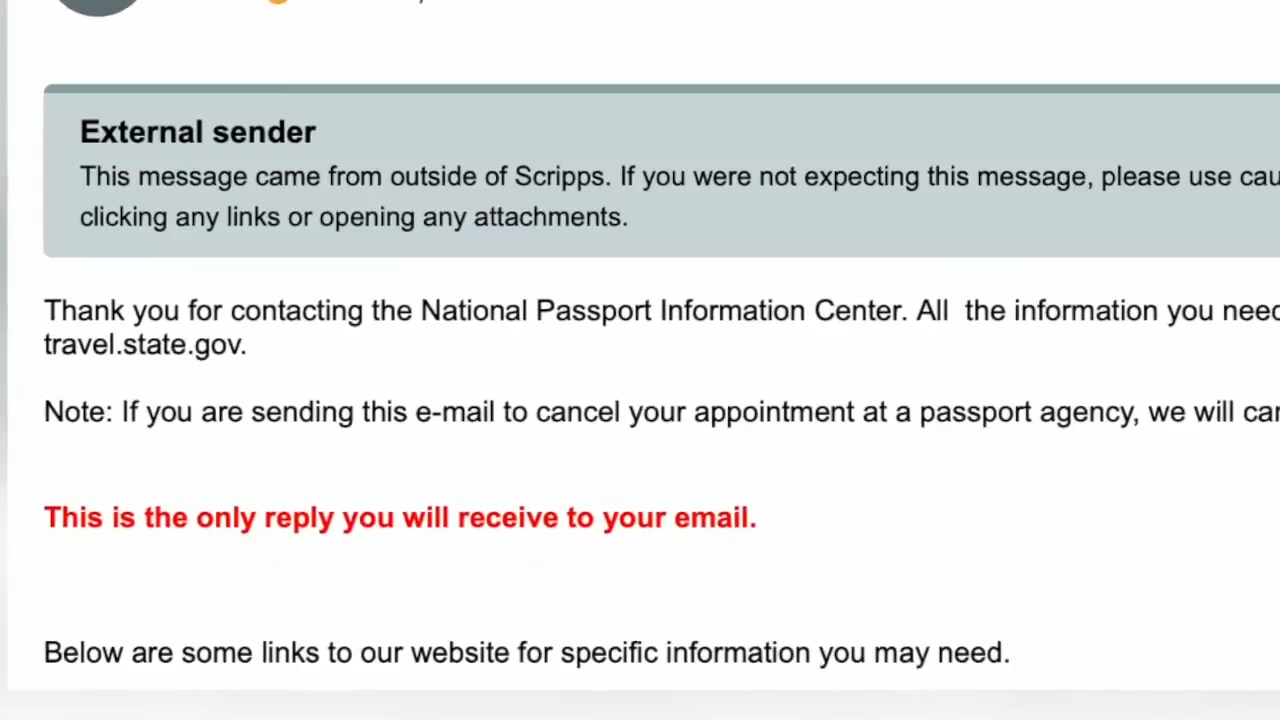 External sender
This message came from outside of Scripps. If you were not expecting this message, please use
clicking any links or opening any attachments.
Thank you for contacting the National Passport Information Center. All the information you
travel.state.gov.
Note: If you are sending this e-mail to cancel your appointment at a passport agency, we will
This is the only reply you will receive to your email.
Below are some links to our website for specific information you may need.